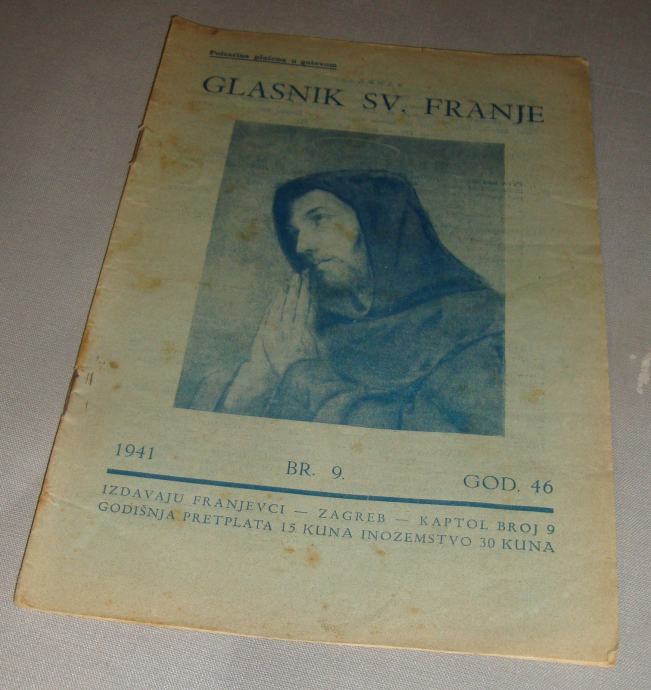 Poštarina plaćena u gotovom
GLASNIK SV. FRANJE
1941
BR. 9.
GOD. 46
IZDAVAJU FRANJEVCI — ZAGREB — KAPTOL BROJ 9
GODIŠNJA PRETPLATA 15 KUNA INOZEMSTVO 30 KUNA